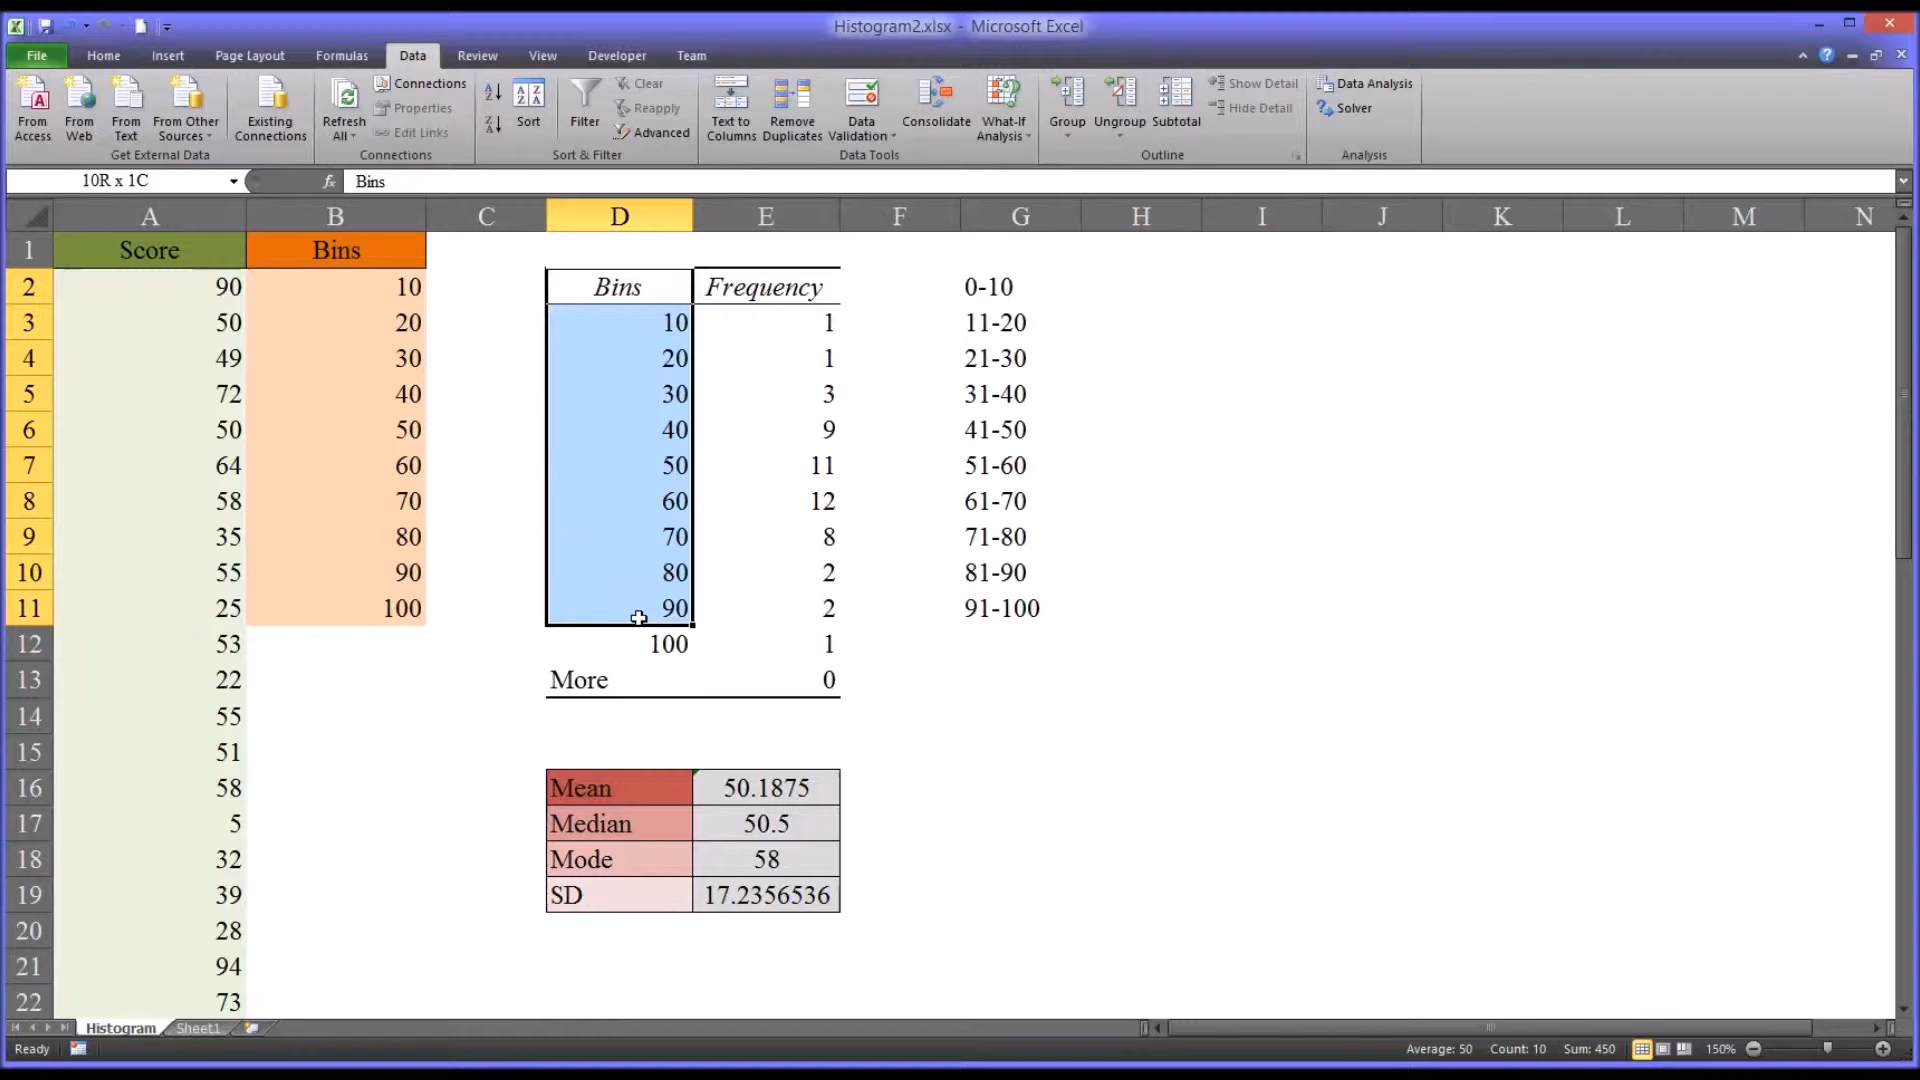 Histogram2.xlsx - Microsoft Excel
File Home Insert Page Layout Formulas Data Review View Developer Team
From Access
From Web
From Text
From Other Sources
Existing Connections
Get External Data
Refresh All
Connections
Properties
Edit Links
Connections
Sort
Filter
Clear
Reapply
Advanced
Sort & Filter
Text to Columns
Remove Duplicates
Data Validation
Consolidate
What-If Analysis
Data Tools
Group
Ungroup
Subtotal
Show Detail
Hide Detail
Outline
Data Analysis
Solver
Analysis
10R x 1C fx Bins
A B C D E F G H I J K L M N
1 Score Bins
2 90 10 Bins Frequency 0-10
3 50 20 10 1 11-20
4 49 30 20 1 21-30
5 72 40 30 3 31-40
6 50 50 40 9 41-50
7 64 60 50 11 51-60
8 58 70 60 12 61-70
9 35 80 70 8 71-80
10 55 90 80 2 81-90
11 25 100 90 2 91-100
12 53 100 1
13 22 More 0
14 55
15 51
16 58 Mean 50.1875
17 5 Median 50.5
18 32 Mode 58
19 39 SD 17.2356536
20 28
21 94
22 73
Histogram Sheet1
Ready Average: 50 Count: 10 Sum: 450 150%